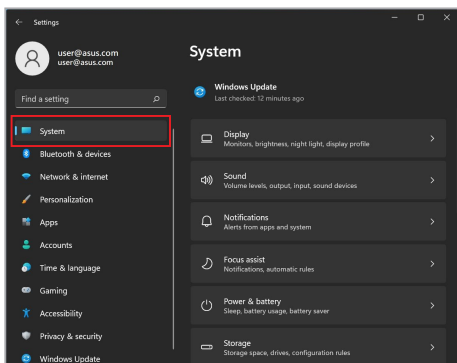 Settings
user@asus.com
user@asus.com
Find a setting
System
Bluetooth & devices
Network & internet
Personalization
Apps
Accounts
Time & language
Gaming
Accessibility
Privacy & security
Windows Update
System
Windows Update
Last checked: 12 minutes ago
Display
Monitors, brightness, night light, display profile
Sound
Volume levels, output, input, sound devices
Notifications
Alerts from apps and system
Focus assist
Notifications, automatic rules
Power & battery
Sleep, battery usage, battery saver
Storage
Storage space, drives, configuration rules